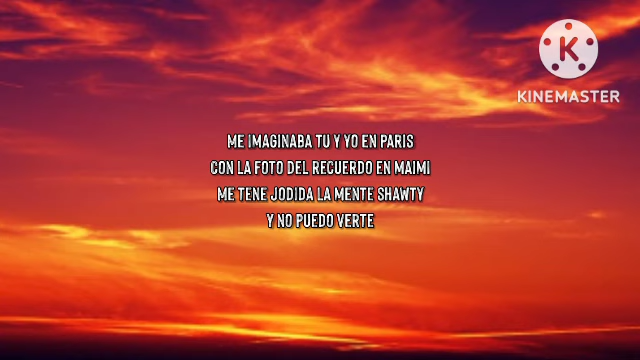 KINEMASTER
ME IMAGINABA TU Y YO EN PARIS
CON LA FOTO DEL RECUERDO EN MAIMI
ME TENE JODIDA LA MENTE SHAWTY
Y NO PUEDO VERTE